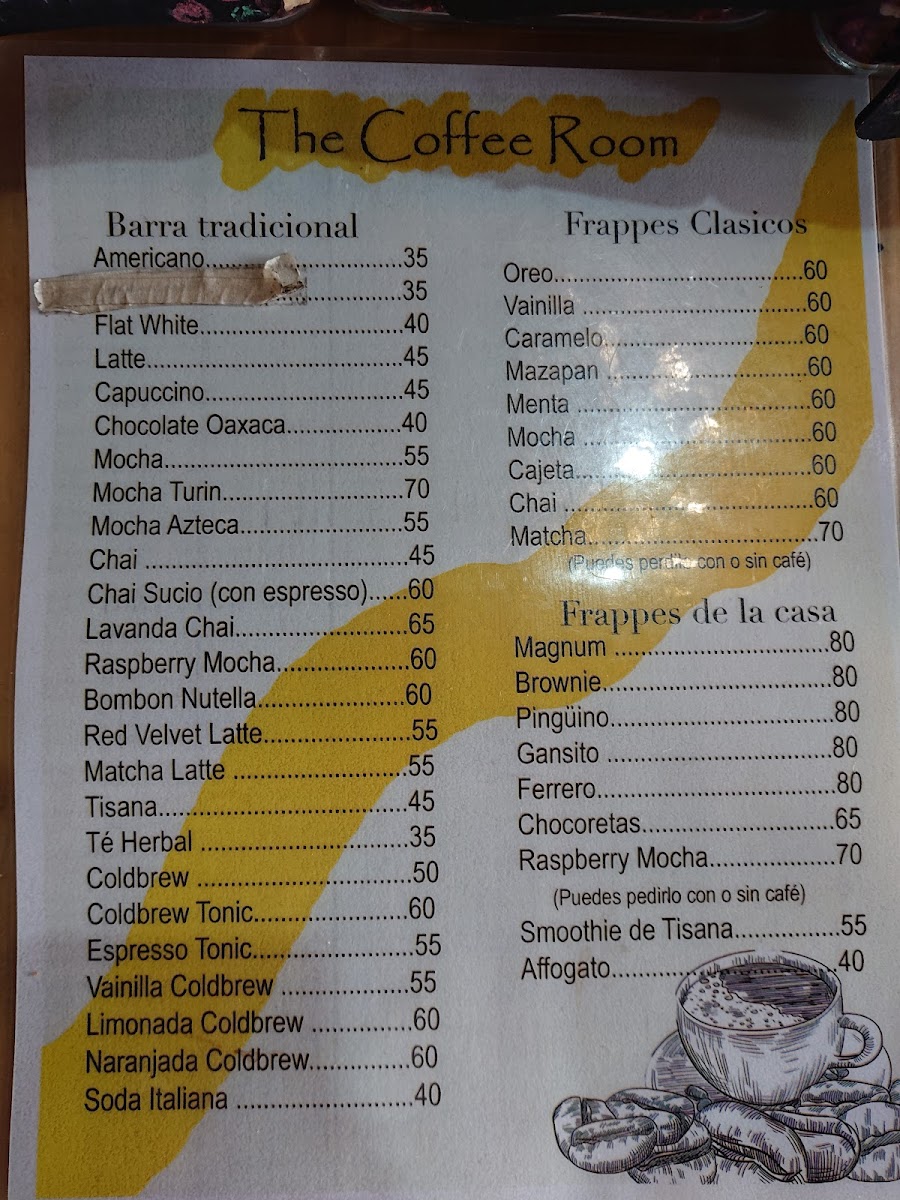 The Coffee Room
Barra tradicional
Americano..........................35
..................35
Flat White...........................40
Latte..................................45
Capuccino..........................45
Chocolate Oaxaca...............40
Mocha................................55
Mocha Turin........................70
Mocha Azteca.....................55
Chai ..................................45
Chai Sucio (con espresso)......60
Lavanda Chai......................65
Raspberry Mocha................60
Bombon Nutella...................60
Red Velvet Latte..................55
Matcha Latte ......................55
Tisana................................45
Té Herbal ..........................35
Coldbrew ...........................50
Coldbrew Tonic...................60
Espresso Tonic...................55
Vainilla Coldbrew ...............55
Limonada Coldbrew ............60
Naranjada Coldbrew............60
Soda Italiana ......................40
Frappes Clasicos
Oreo..................................60
Vainilla ..............................60
Caramelo...........................60
Mazapan ...........................60
Menta ...............................60
Mocha ...............................60
Cajeta................................60
Chai ..................................60
Matcha...............................70
(Puedes perdilo con o sin café)
Frappes de la casa
Magnum ............................80
Brownie..............................80
Pingüino.............................80
Gansito ..............................80
Ferrero...............................80
Chocoretas.........................65
Raspberry Mocha................70
(Puedes pedirlo con o sin café)
Smoothie de Tisana..............55
Affogato.............................40